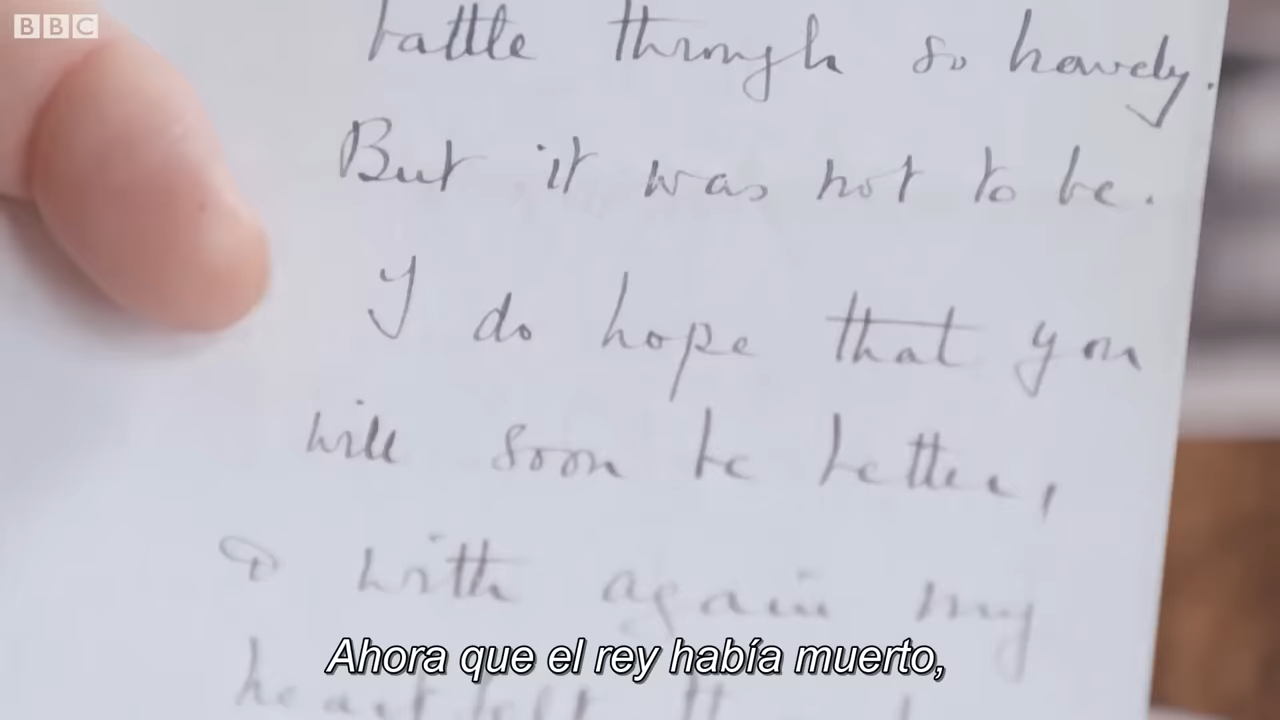 BBC
battle through so bravely.
But it was not to be.
I do hope that you
will soon be better,
& with again my
heartfelt
Ahora que el rey había muerto,